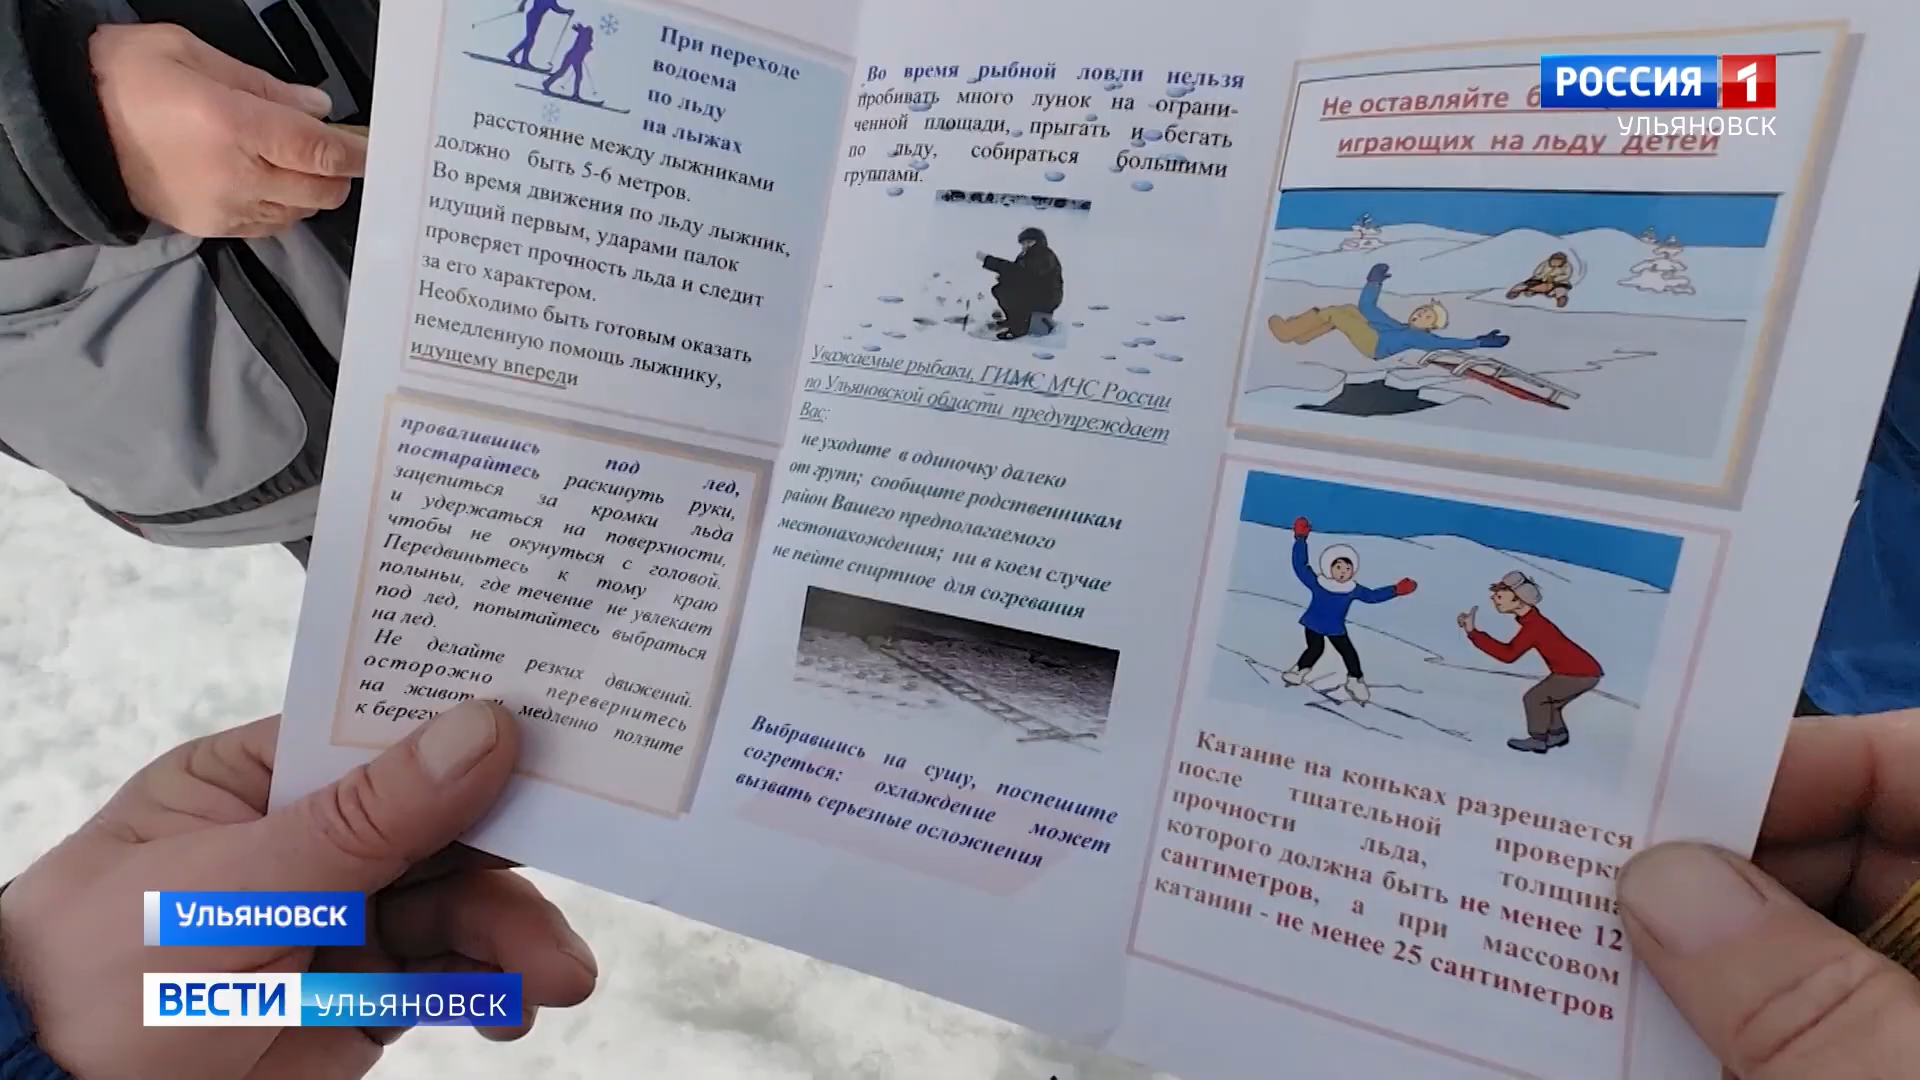 При переходе
водоема
по льду
на лыжах
расстояние между лыжниками
должно быть 5-6 метров.
Во время движения по льду лыжник,
идущий первым, ударами палок
проверяет прочность льда и следит
за его характером.
Необходимо быть готовым оказать
немедленную помощь лыжнику,
идущему впереди
провалившись под лед,
постарайтесь раскинуть руки,
зацепиться за кромки льда
и удержаться на поверхности,
чтобы не окунуться с головой.
Передвиньтесь к тому краю
полыньи, где течение не увлекает
под лед, попытайтесь выбраться
на лед.
Не делайте резких движений.
осторожно перевернитесь
на живот и медленно ползите
к берегу
Во время рыбной ловли нельзя
пробивать много лунок на ограни-
ченной площади, прыгать и бегать
по льду, собираться большими
группами.
Уважаемые рыбаки, ГИМС МЧС России
по Ульяновской области предупреждает
Вас:
не уходите в одиночку далеко
от групп; сообщите родственникам
район Вашего предполагаемого
местонахождения; ни в коем случае
не пейте спиртное для согревания
Выбравшись на сушу, поспешите
согреться: охлаждение может
вызвать серьезные осложнения
Не оставляйте
играющих на льду детей
Катание на коньках разрешается
после тщательной проверки
прочности льда, толщина
которого должна быть не менее 12
сантиметров, а при массовом
катании - не менее 25 сантиметров
РОССИЯ 1
УЛЬЯНОВСК
Ульяновск
ВЕСТИ УЛЬЯНОВСК